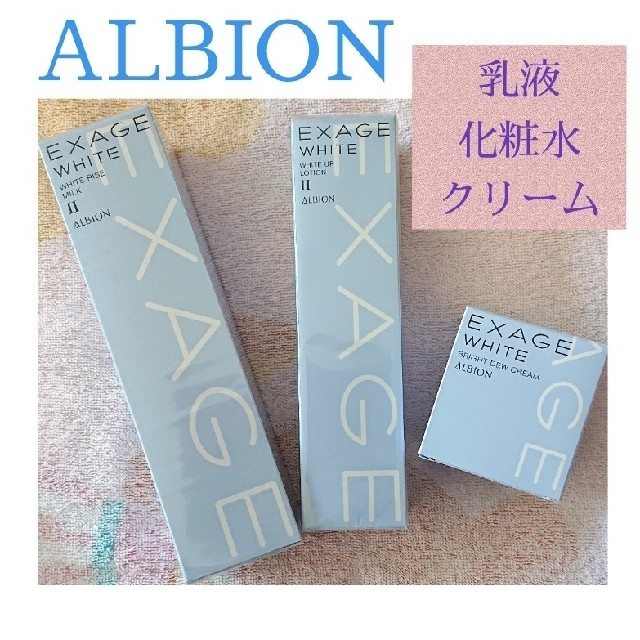 ALBION
乳液
化粧水
クリーム
EXAGE
WHITE
WHITE RISE
MILK
II
ALBION
EXAGE
EXAGE
WHITE
WHITE UP
LOTION
II
ALBION
EXAGE
EXAGE
WHITE
BRIGHT DEW CREAM
ALBION
AGE